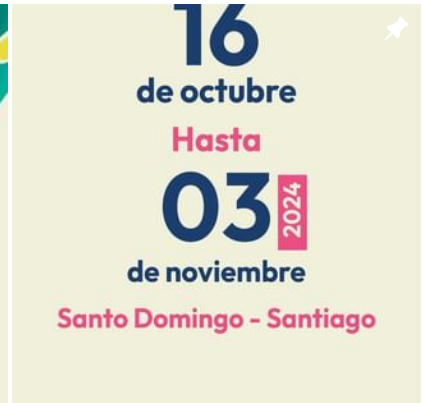 16
de octubre
Hasta
03
2024
de noviembre
Santo Domingo - Santiago